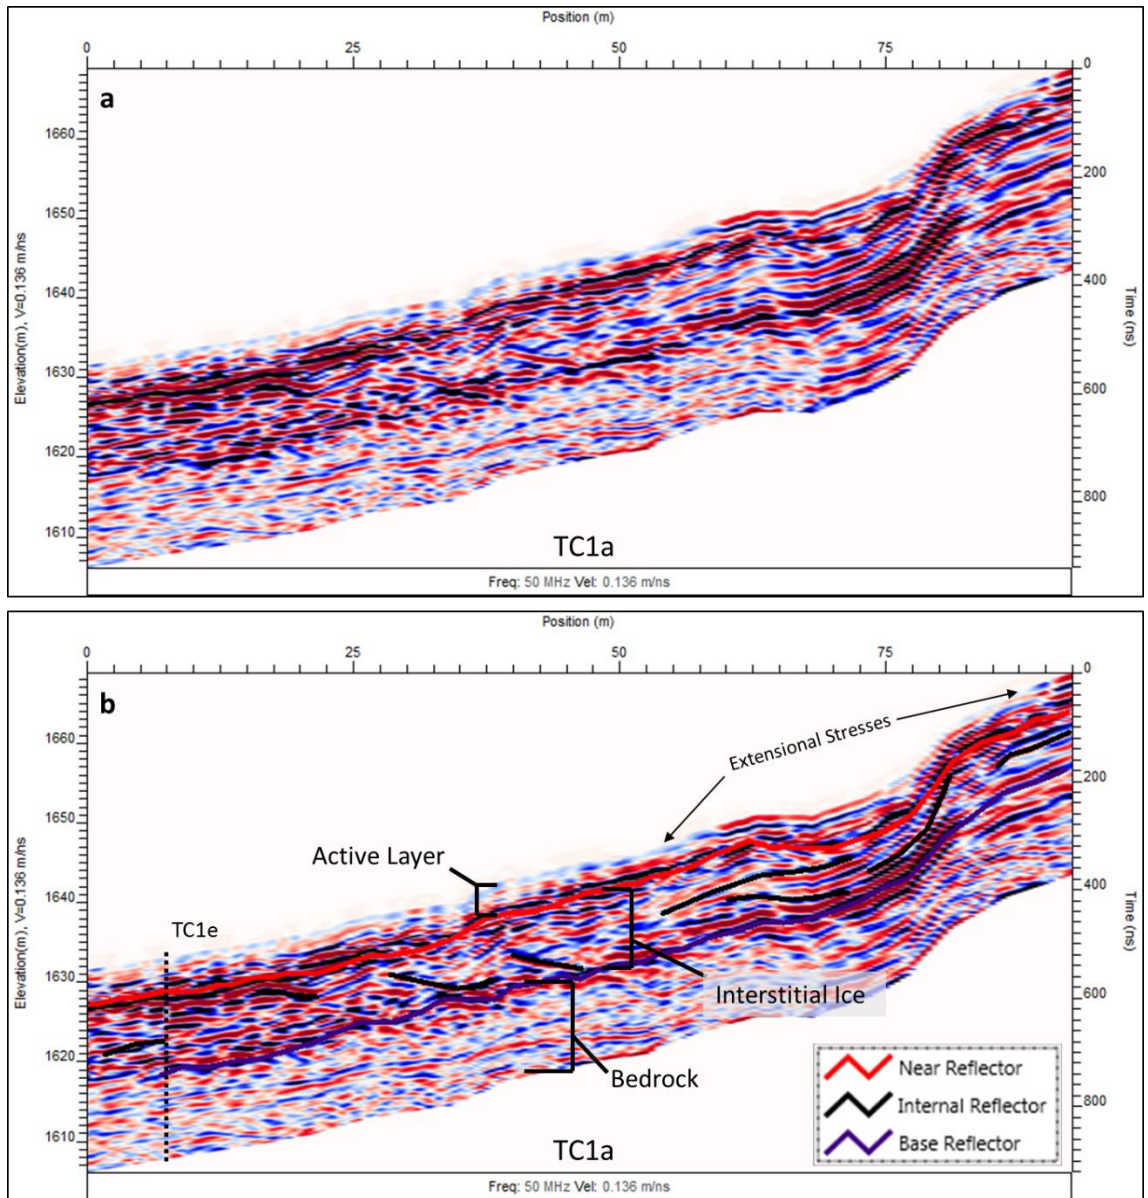 Position (m)
0 25 50 75
a
0
200
400
600
800
Time (ns)
1660
1650
1640
1630
1620
1610
Elevation(m), V=0.136 m/ns
TC1a
Freq: 50 MHz Vel: 0.136 m/ns
Position (m)
0 25 50 75
b
0
200
400
600
800
Time (ns)
1660
1650
1640
1630
1620
1610
Elevation(m), V=0.136 m/ns
Extensional Stresses
Active Layer
TC1e
Interstitial Ice
Bedrock
Near Reflector
Internal Reflector
Base Reflector
TC1a
Freq: 50 MHz Vel: 0.136 m/ns